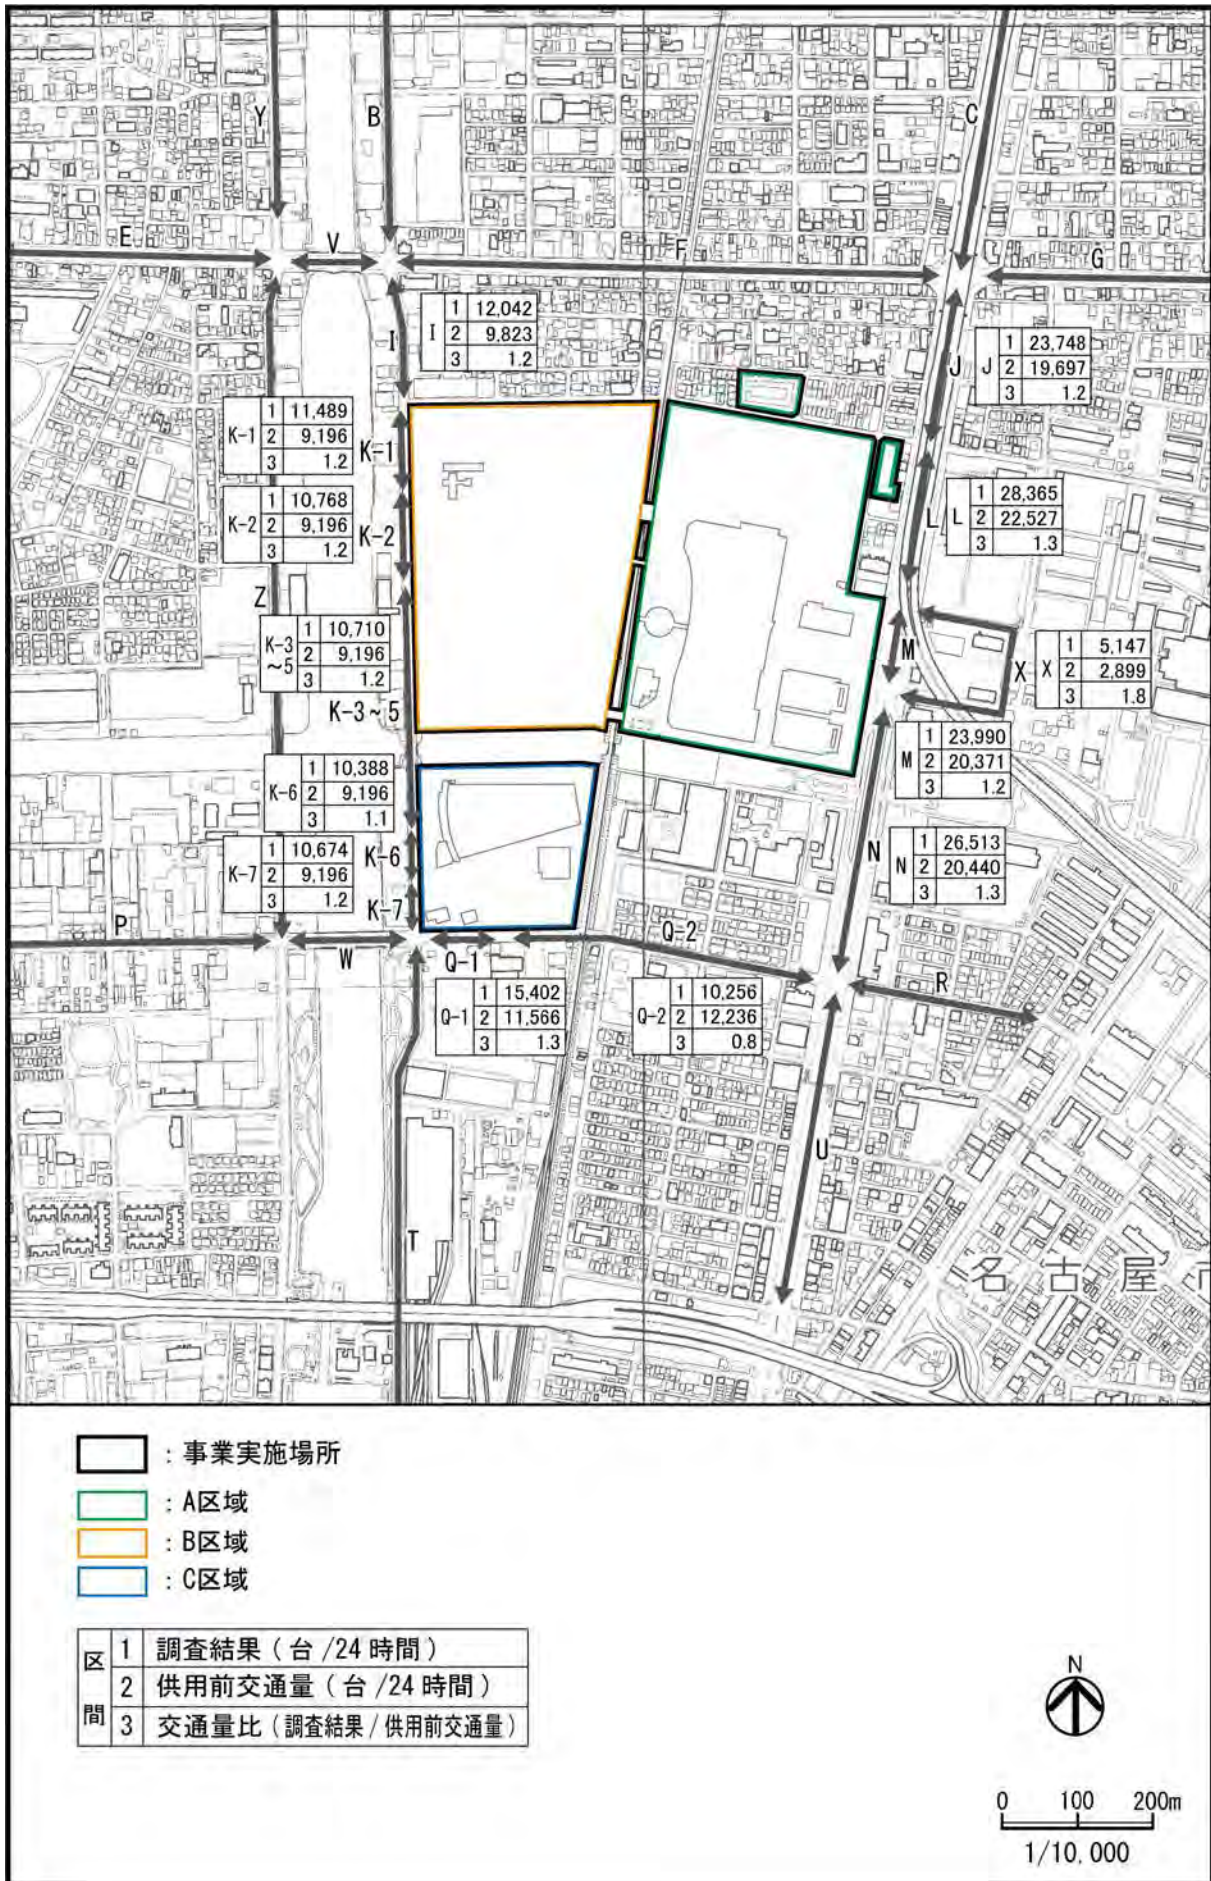 Y
B
C
E
V
F
G
I
I 1 12,042
2 9,823
3 1.2
J
J 1 23,748
2 19,697
3 1.2
K-1 1 11,489
2 9,196
3 1.2
K-1
K-2 1 10,768
2 9,196
3 1.2
K-2
L
L 1 28,365
2 22,527
3 1.3
Z
K-3~5 1 10,710
2 9,196
3 1.2
K-3~5
M
X
X 1 5,147
2 2,899
3 1.8
M 1 23,990
2 20,371
3 1.2
K-6 1 10,388
2 9,196
3 1.1
K-6
K-7 1 10,674
2 9,196
3 1.2
K-7
N
N 1 26,513
2 20,440
3 1.3
P
W
Q-1
Q-2
R
Q-1 1 15,402
2 11,566
3 1.3
Q-2 1 10,256
2 12,236
3 0.8
U
T
名古屋市
:事業実施場所
:A区域
:B区域
:C区域
区間 1 調査結果(台/24時間)
2 供用前交通量(台/24時間)
3 交通量比(調査結果/供用前交通量)
N
0 100 200m
1/10,000